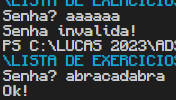 \LISTA DE EXERCICIOS
Senha? aaaaaa
Senha invalida!
PS C:\LUCAS 2023\ADS
\LISTA DE EXERCICIOS
Senha? abracadabra
Ok!